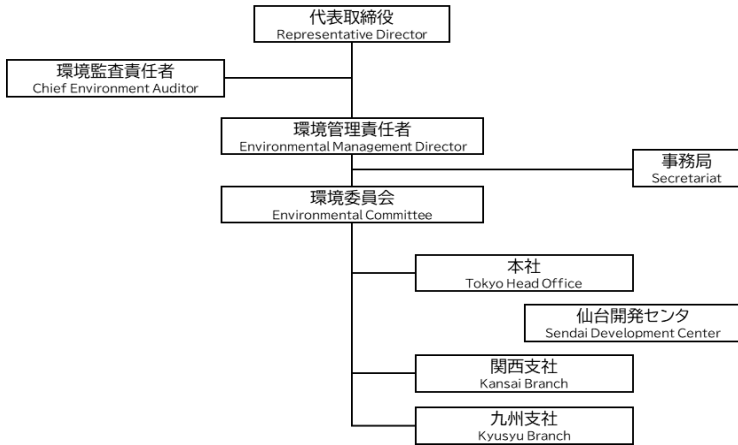 代表取締役
Representative Director
環境監査責任者
Chief Environment Auditor
環境管理責任者
Environmental Management Director
事務局
Secretariat
環境委員会
Environmental Committee
本社
Tokyo Head Office
仙台開発センタ
Sendai Development Center
関西支社
Kansai Branch
九州支社
Kyusyu Branch